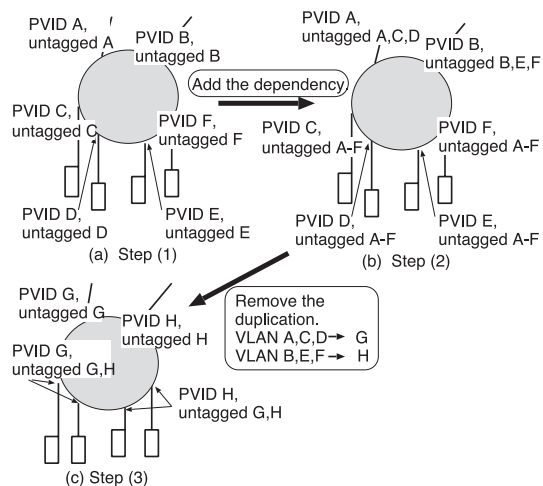 PVID A,
untagged A
PVID B,
untagged B
PVID C,
untagged C
PVID F,
untagged F
PVID D,
untagged D
PVID E,
untagged E
(a) Step (1)
Add the dependency.
PVID A,
untagged A,C,D
PVID B,
untagged B,E,F
PVID C,
untagged A-F
PVID F,
untagged A-F
PVID D,
untagged A-F
PVID E,
untagged A-F
(b) Step (2)
Remove the
duplication.
VLAN A,C,D→ G
VLAN B,E,F→ H
PVID G,
untagged G
PVID H,
untagged H
PVID G,
untagged G,H
PVID H,
untagged G,H
(c) Step (3)